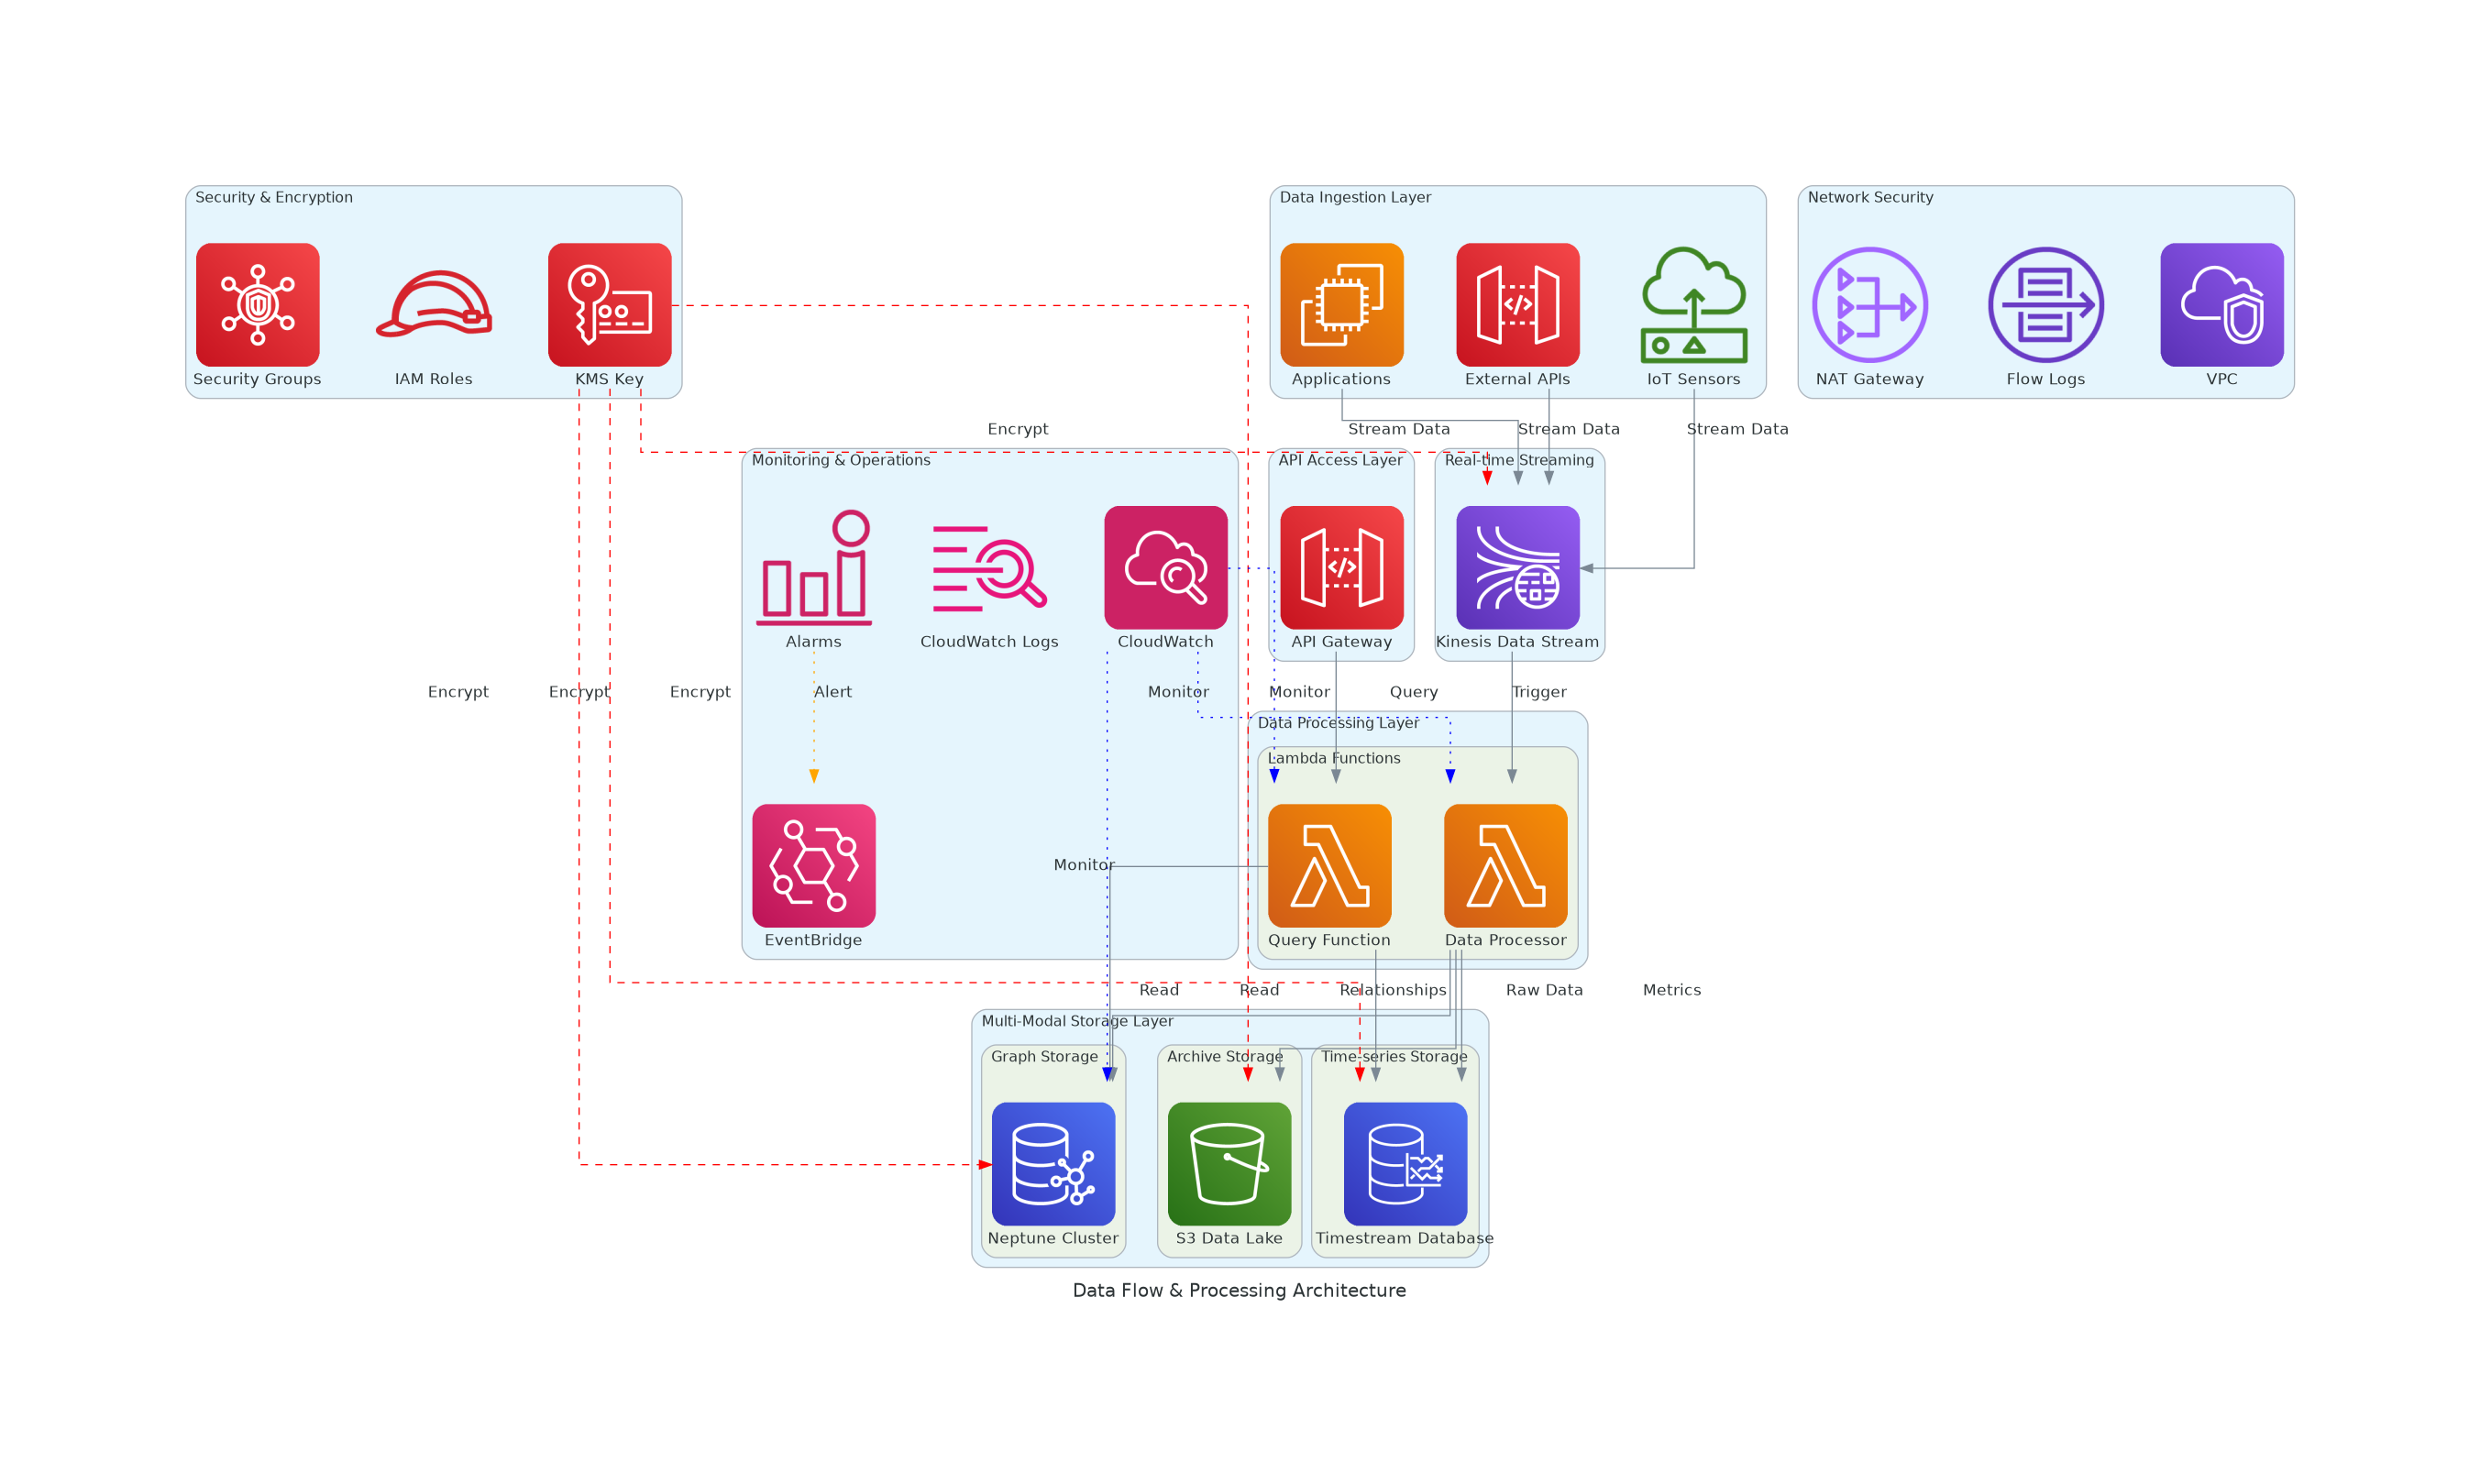 Security & Encryption
Data Ingestion Layer
Network Security
Security Groups
IAM Roles
KMS Key
Applications
External APIs
IoT Sensors
NAT Gateway
Flow Logs
VPC
Encrypt
Stream Data
Stream Data
Stream Data
Monitoring & Operations
API Access Layer
Real-time Streaming
Alarms
CloudWatch Logs
CloudWatch
API Gateway
Kinesis Data Stream
Encrypt
Encrypt
Encrypt
Alert
Monitor
Monitor
Query
Trigger
Data Processing Layer
Lambda Functions
Monitor
EventBridge
Query Function
Data Processor
Read
Read
Relationships
Raw Data
Metrics
Multi-Modal Storage Layer
Graph Storage
Archive Storage
Time-series Storage
Neptune Cluster
S3 Data Lake
Timestream Database
Data Flow & Processing Architecture